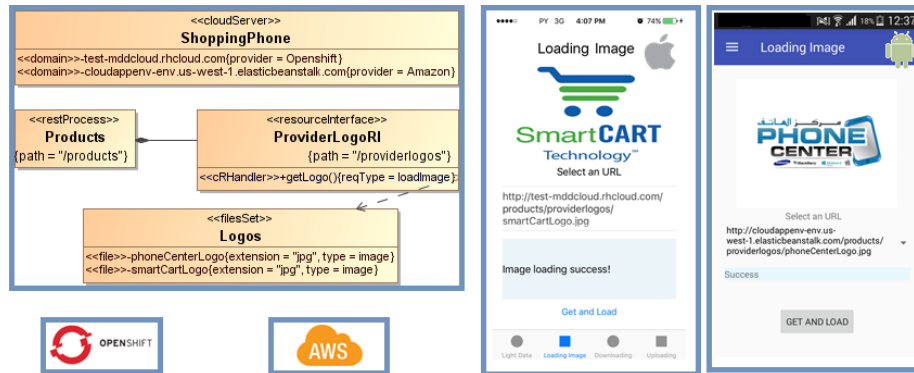 <<cloudServer>>
ShoppingPhone
<<domain>>-test-mddcloud.rhcloud.com{provider = Openshift}
<<domain>>-cloudappenv-env.us-west-1.elasticbeanstalk.com{provider = Amazon}
<<restProcess>>
Products
{path = "/products"}
<<resourceInterface>>
ProviderLogoRI
{path = "/providerlogos"}
<<cRHandler>>+getLogo(){reqType = loadImage}
<<filesSet>>
Logos
<<file>>-phoneCenterLogo{extension = "jpg", type = image}
<<file>>-smartCartLogo{extension = "jpg", type = image}
OPENSHIFT
AWS
PY 3G 4:07 PM 74%
Loading Image
SmartCART
Technology™
Select an URL
http://test-mddcloud.rhcloud.com/
products/providerlogos/
smartCartLogo.jpg
Image loading success!
Get and Load
Light Data Loading Image Downloading Uploading
18% 12:37
Loading Image
مركز الهاتف
PHONE
CENTER
Select an URL
http://cloudappenv-env.us-
west-1.elasticbeanstalk.com/products/
providerlogos/phoneCenterLogo.jpg
Success
GET AND LOAD